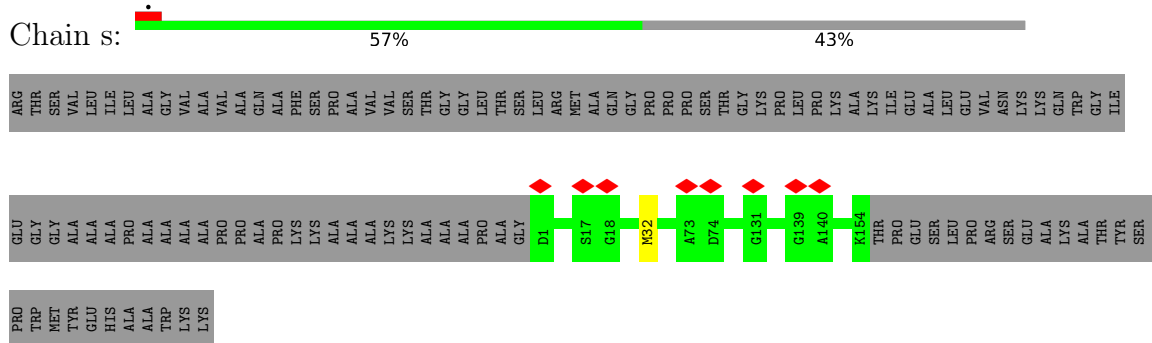 Chain s:
57% 43%
ARG THR SER VAL LEU ILE LEU ALA GLY VAL ALA VAL ALA GLN ALA PHE SER PRO ALA VAL VAL SER THR GLY GLY LEU THR SER LEU ARG MET ALA GLN GLY PRO PRO PRO SER THR GLY LYS PRO LEU PRO LYS ALA LYS ILE GLU ALA LEU GLU VAL ASN LYS LYS GLN TRP GLY ILE
GLU GLY GLY ALA ALA ALA PRO ALA ALA ALA ALA PRO PRO ALA PRO LYS LYS ALA ALA ALA LYS LYS ALA ALA ALA PRO ALA GLY D1 S17 G18 M32 A73 D74 G131 G139 A140 K154 THR PRO GLU SER LEU PRO ARG SER GLU ALA LYS ALA THR TYR SER
PRO TRP MET TYR GLU HIS ALA ALA TRP LYS LYS